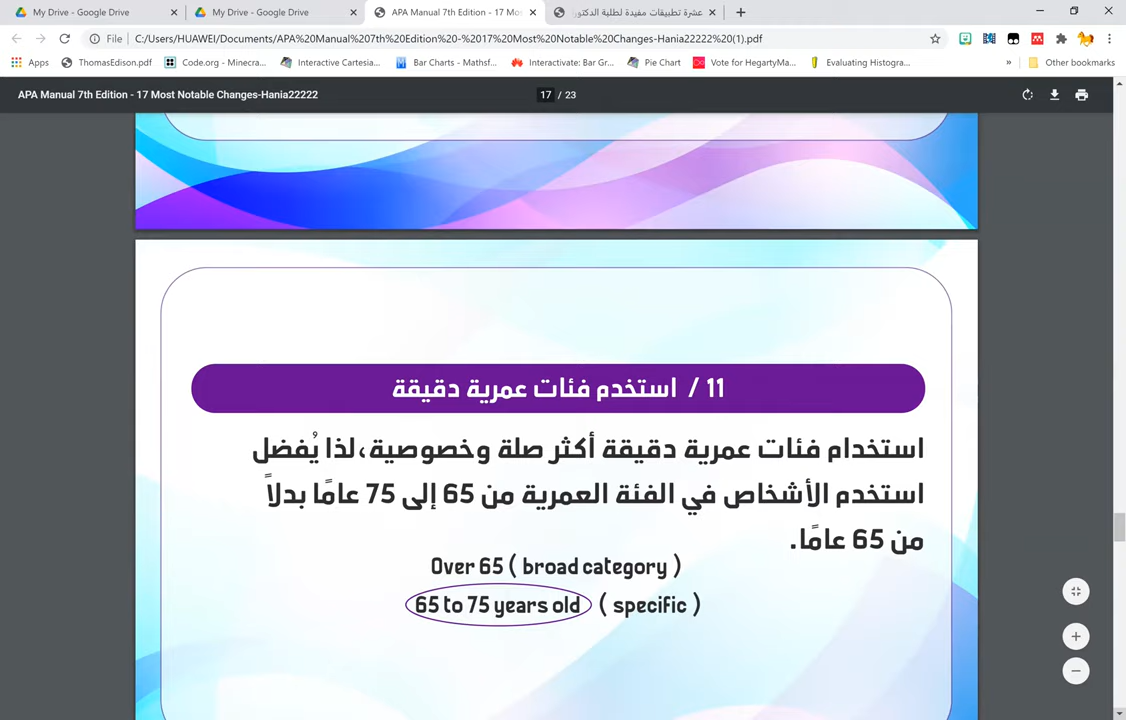 My Drive - Google Drive
My Drive - Google Drive
APA Manual 7th Edition - 17 Mos
عشرة تطبيقات مفيدة لطلبة الدكتور
File
C:/Users/HUAWEI/Documents/APA%20Manual%207th%20Edition%20-%2017%20Most%20Notable%20Changes-Hania22222%20(1).pdf
Apps
ThomasEdison.pdf
Code.org - Minecra...
Interactive Cartesia...
Bar Charts - Mathsf...
Interactivate: Bar Gr...
Pie Chart
Vote for HegartyMa...
Evaluating Histogra...
»
Other bookmarks
APA Manual 7th Edition - 17 Most Notable Changes-Hania22222
17 / 23
11 / استخدم فئات عمرية دقيقة
استخدام فئات عمرية دقيقة أكثر صلة وخصوصية،لذا يُفضل
استخدم الأشخاص في الفئة العمرية من 65 إلى 75 عامًا بدلاً
من 65 عامًا.
Over 65 ( broad category )
65 to 75 years old ( specific )